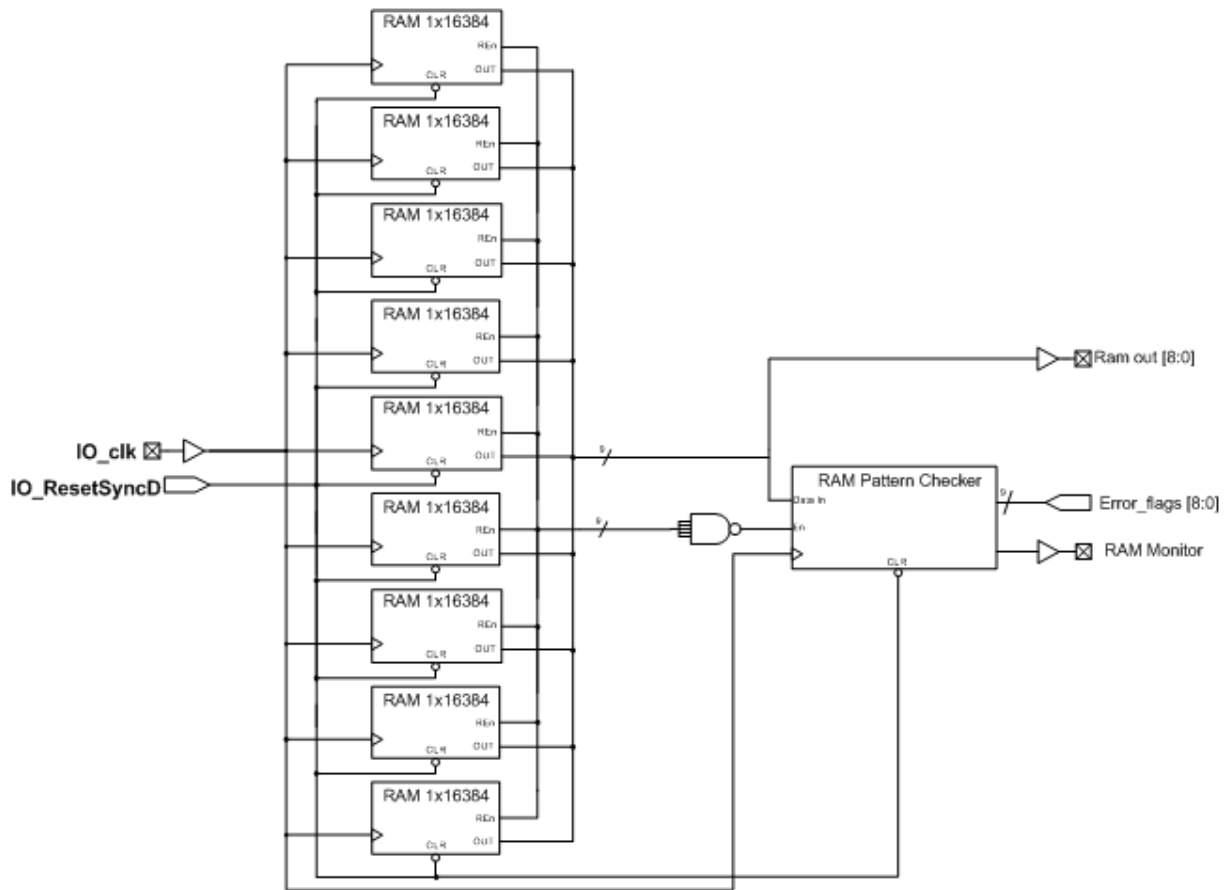 RAM 1x16384
REn
OUT
CLR
RAM 1x16384
REn
OUT
CLR
RAM 1x16384
REn
OUT
CLR
RAM 1x16384
REn
OUT
CLR
Ram out [8:0]
RAM 1x16384
REn
OUT
CLR
IO_clk
9
IO_ResetSyncD
RAM Pattern Checker
Data In
En
CLR
9
Error_flags [8:0]
RAM Monitor
RAM 1x16384
REn
OUT
CLR
9
RAM 1x16384
REn
OUT
CLR
RAM 1x16384
REn
OUT
CLR
RAM 1x16384
REn
OUT
CLR